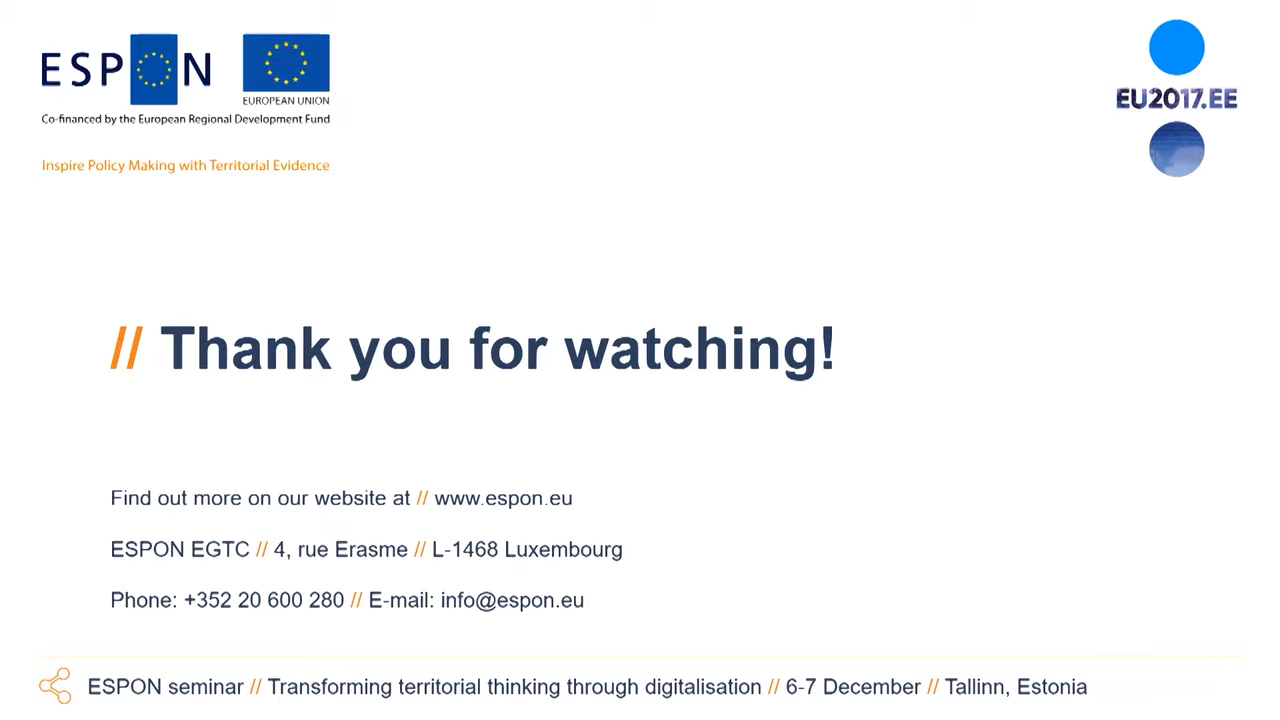 ESPON
EUROPEAN UNION
Co-financed by the European Regional Development Fund
Inspire Policy Making with Territorial Evidence
EU2017.EE
// Thank you for watching!
Find out more on our website at // www.espon.eu
ESPON EGTC // 4, rue Erasme // L-1468 Luxembourg
Phone: +352 20 600 280 // E-mail: info@espon.eu
ESPON seminar // Transforming territorial thinking through digitalisation // 6-7 December // Tallinn, Estonia